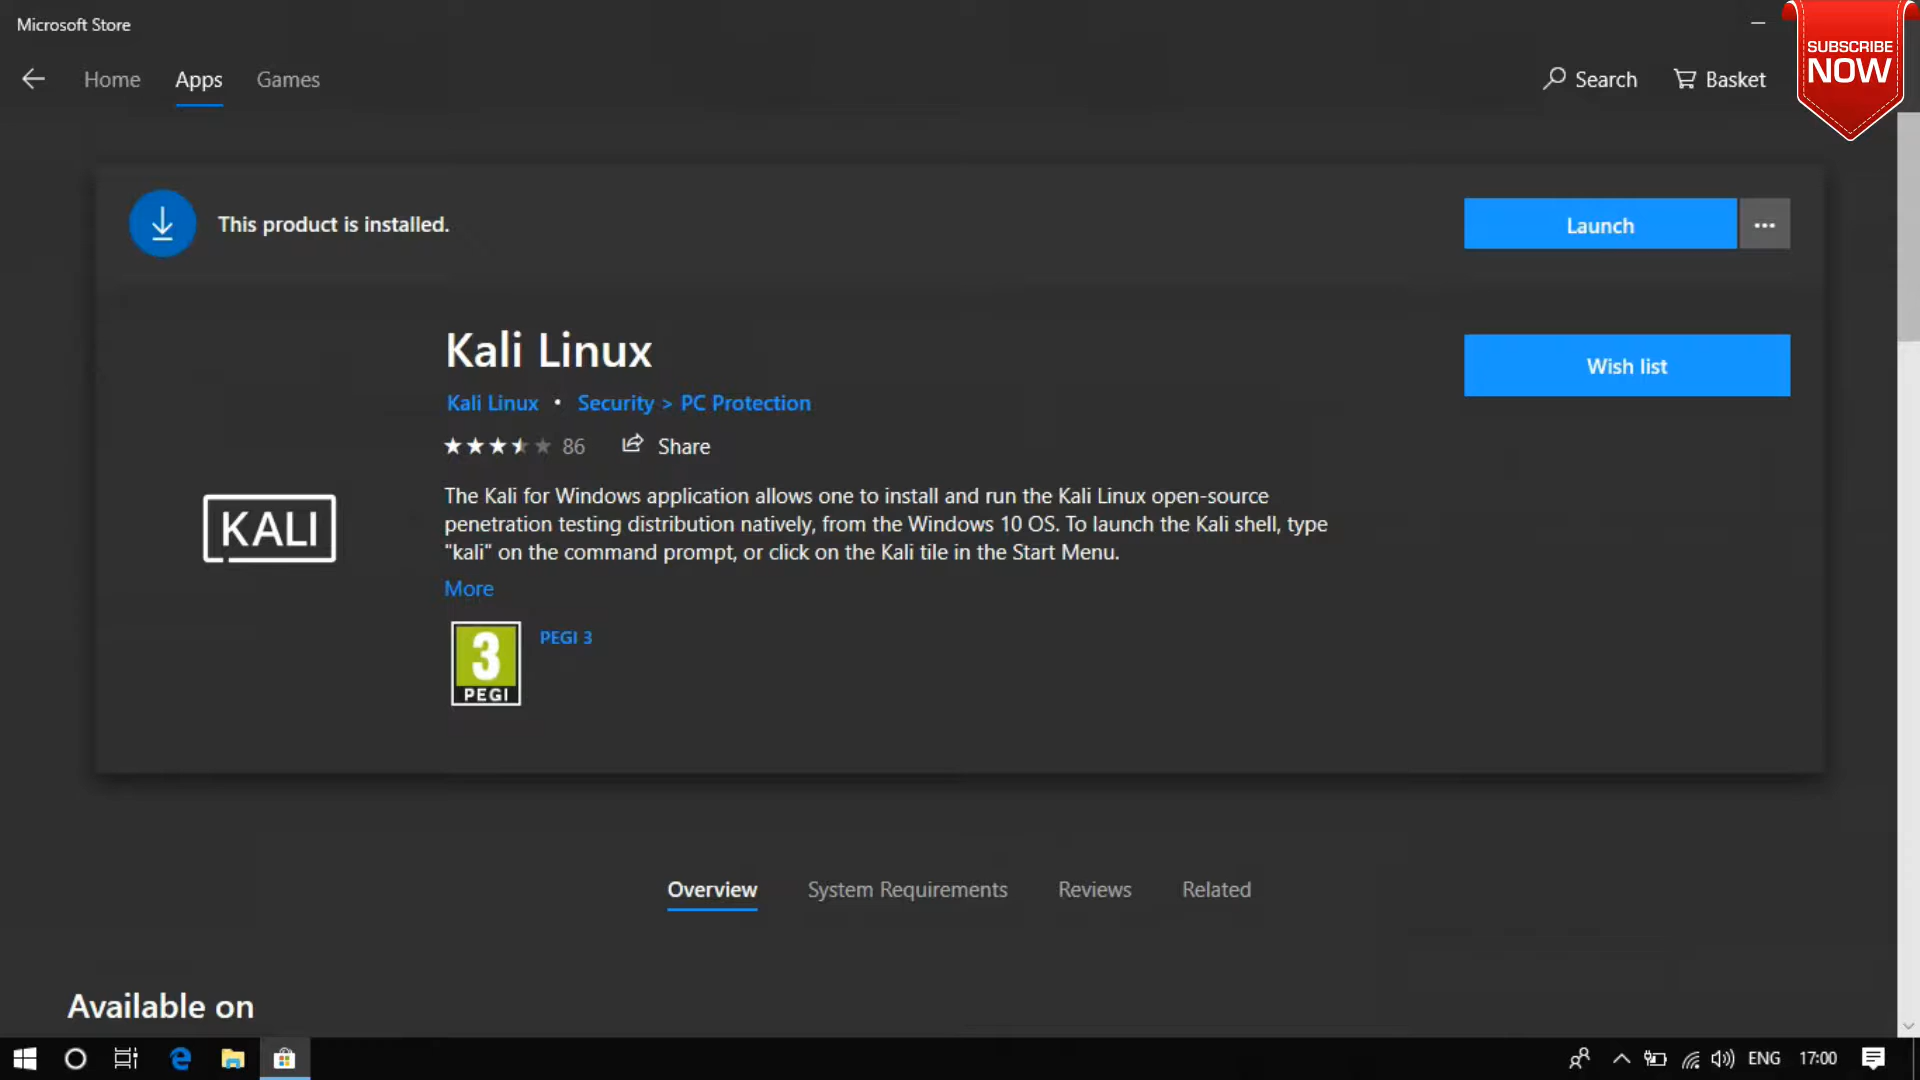 Microsoft Store
SUBSCRIBE
NOW
Home Apps Games Search Basket
This product is installed.
Launch
Kali Linux
Wish list
Kali Linux • Security > PC Protection
86 Share
The Kali for Windows application allows one to install and run the Kali Linux open-source
penetration testing distribution natively, from the Windows 10 OS. To launch the Kali shell, type
"kali" on the command prompt, or click on the Kali tile in the Start Menu.
KALI
More
3
PEGI
PEGI 3
Overview System Requirements Reviews Related
Available on
ENG 17:00